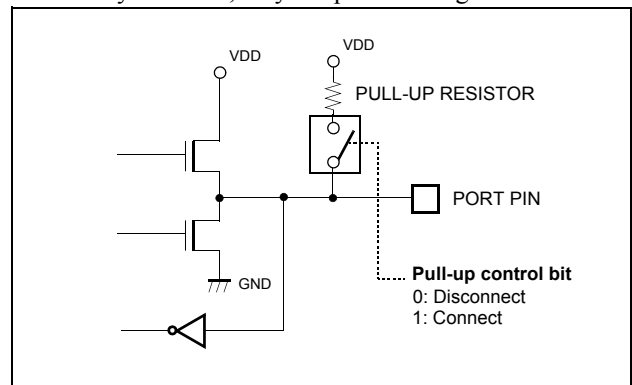 VDD
VDD
PULL-UP RESISTOR
PORT PIN
GND
Pull-up control bit
0: Disconnect
1: Connect